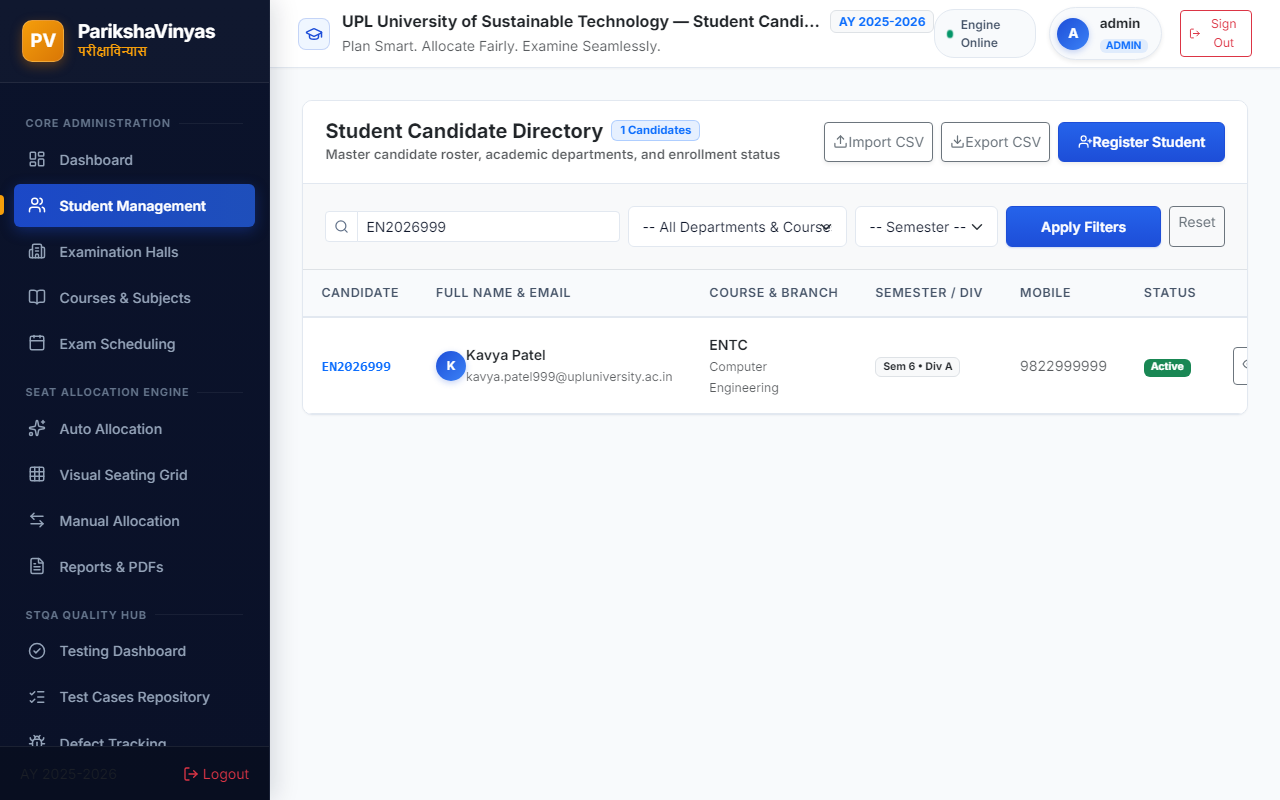 PV
ParikshaVinyas
परीक्षाविन्यास
CORE ADMINISTRATION
Dashboard
Student Management
Examination Halls
Courses & Subjects
Exam Scheduling
SEAT ALLOCATION ENGINE
Auto Allocation
Visual Seating Grid
Manual Allocation
Reports & PDFs
STQA QUALITY HUB
Testing Dashboard
Test Cases Repository
Defect Tracking
AY 2025-2026
Logout
UPL University of Sustainable Technology — Student Candi...
AY 2025-2026
Plan Smart. Allocate Fairly. Examine Seamlessly.
Engine
Online
A
admin
ADMIN
Sign
Out
Student Candidate Directory
1 Candidates
Master candidate roster, academic departments, and enrollment status
Import CSV
Export CSV
Register Student
EN2026999
-- All Departments & Course
-- Semester --
Apply Filters
Reset
CANDIDATE
FULL NAME & EMAIL
COURSE & BRANCH
SEMESTER / DIV
MOBILE
STATUS
EN2026999
K
Kavya Patel
kavya.patel999@upluniversity.ac.in
ENTC
Computer
Engineering
Sem 6 • Div A
9822999999
Active